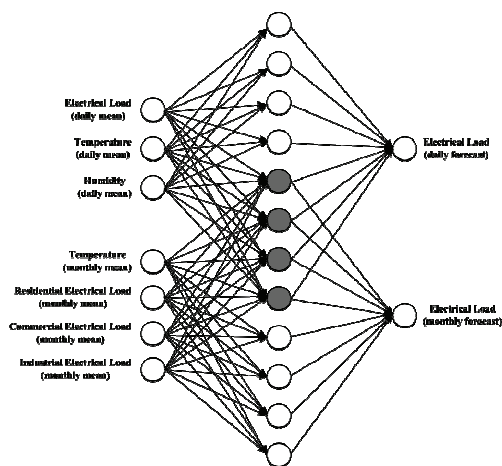 Electrical Load
(daily mean)
Temperature
(daily mean)
Humidity
(daily mean)
Temperature
(monthly mean)
Residential Electrical Load
(monthly mean)
Commercial Electrical Load
(monthly mean)
Industrial Electrical Load
(monthly mean)
Electrical Load
(daily forecast)
Electrical Load
(monthly forecast)